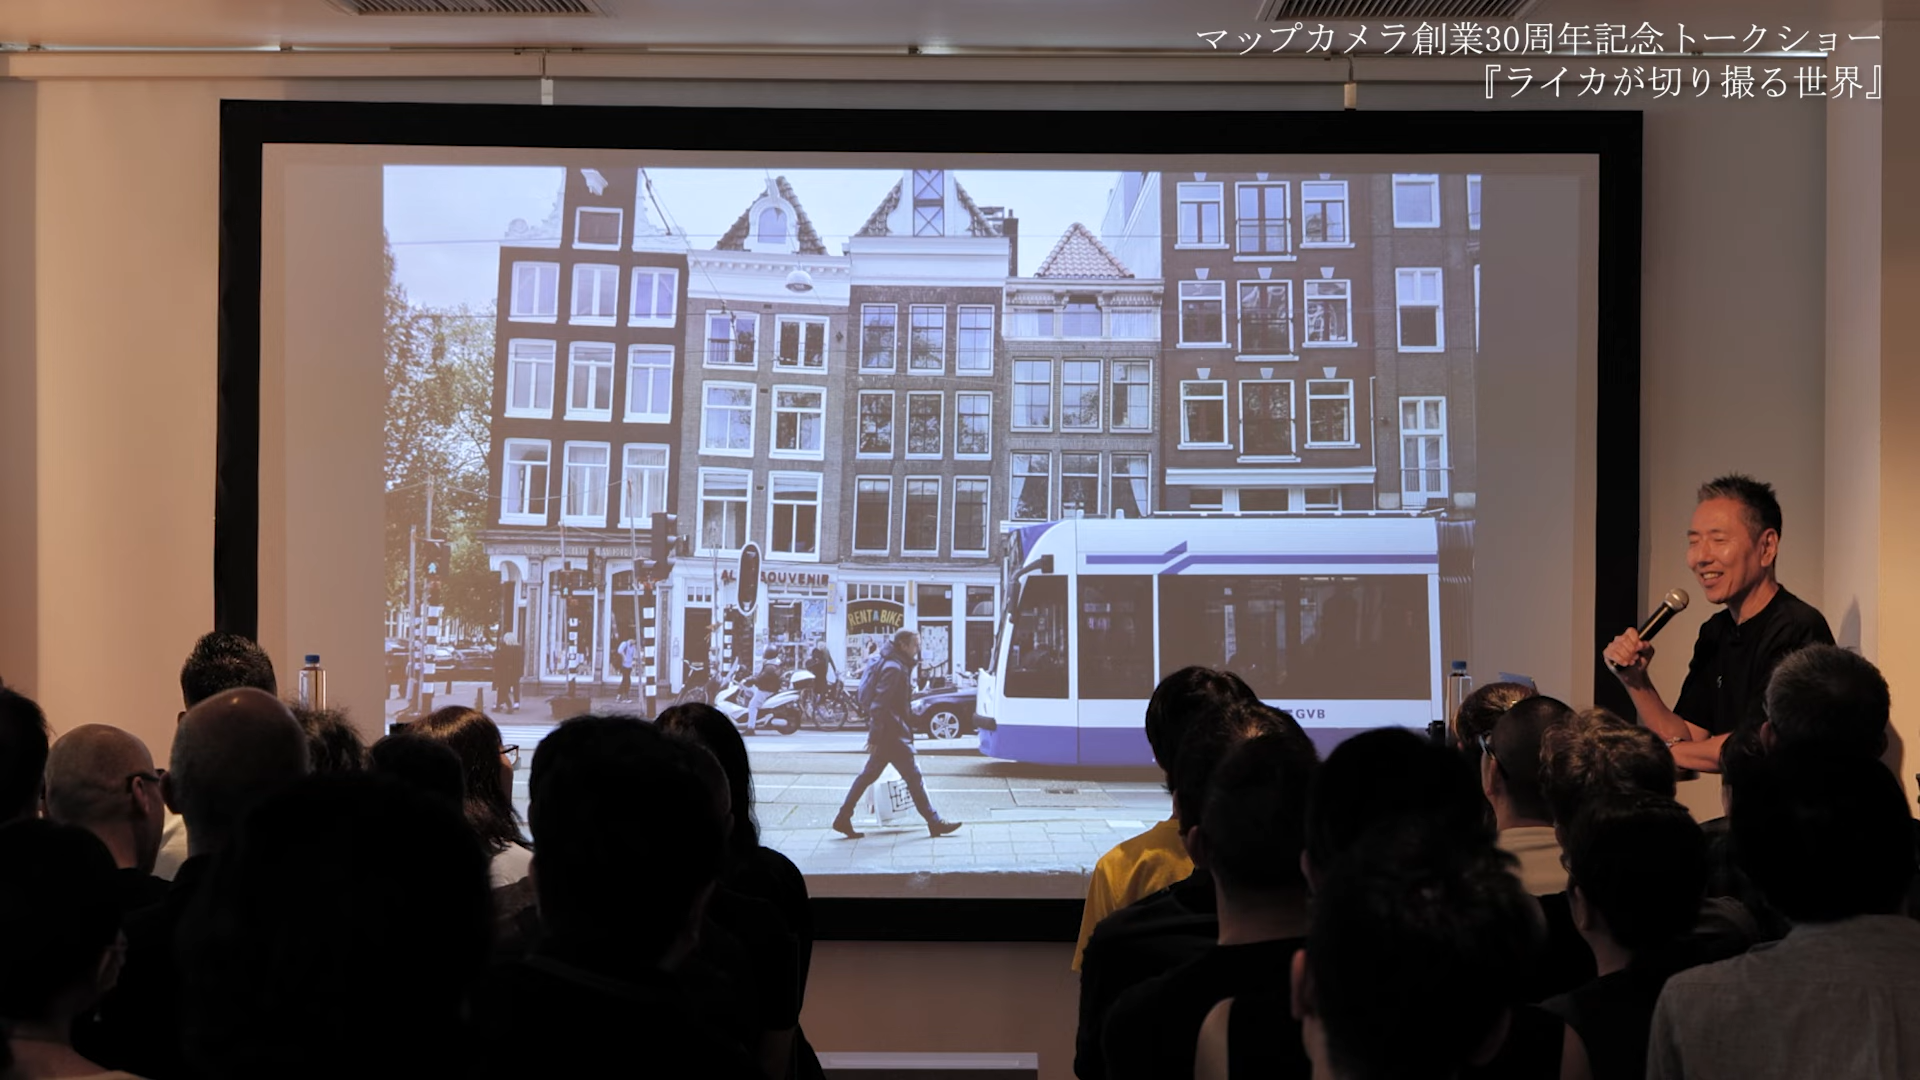 マップカメラ創業30周年記念トークショー
『ライカが切り撮る世界』
SOUVENIR
RENT A BIKE
GVB